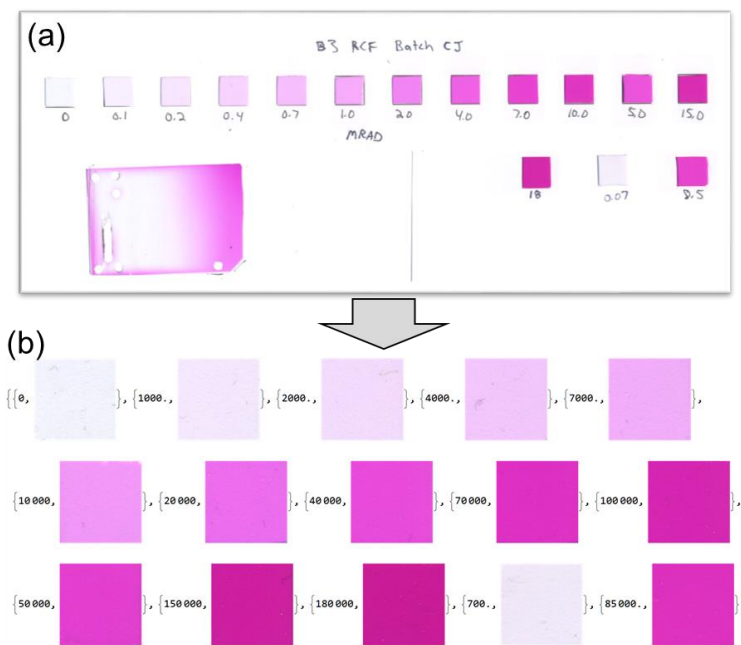 (a)
B3 RCF Batch CJ
0 0.1 0.2 0.4 0.7 1.0 2.0 4.0 7.0 10.0 5.0 15.0
MRAD
18 0.07 8.5
(b)
{{0, }, {1000., }, {2000., }, {4000., }, {7000., },
{10 000, }, {20 000, }, {40 000, }, {70 000, }, {100 000, },
{50 000, }, {150 000, }, {180 000, }, {700., }, {85 000., }}